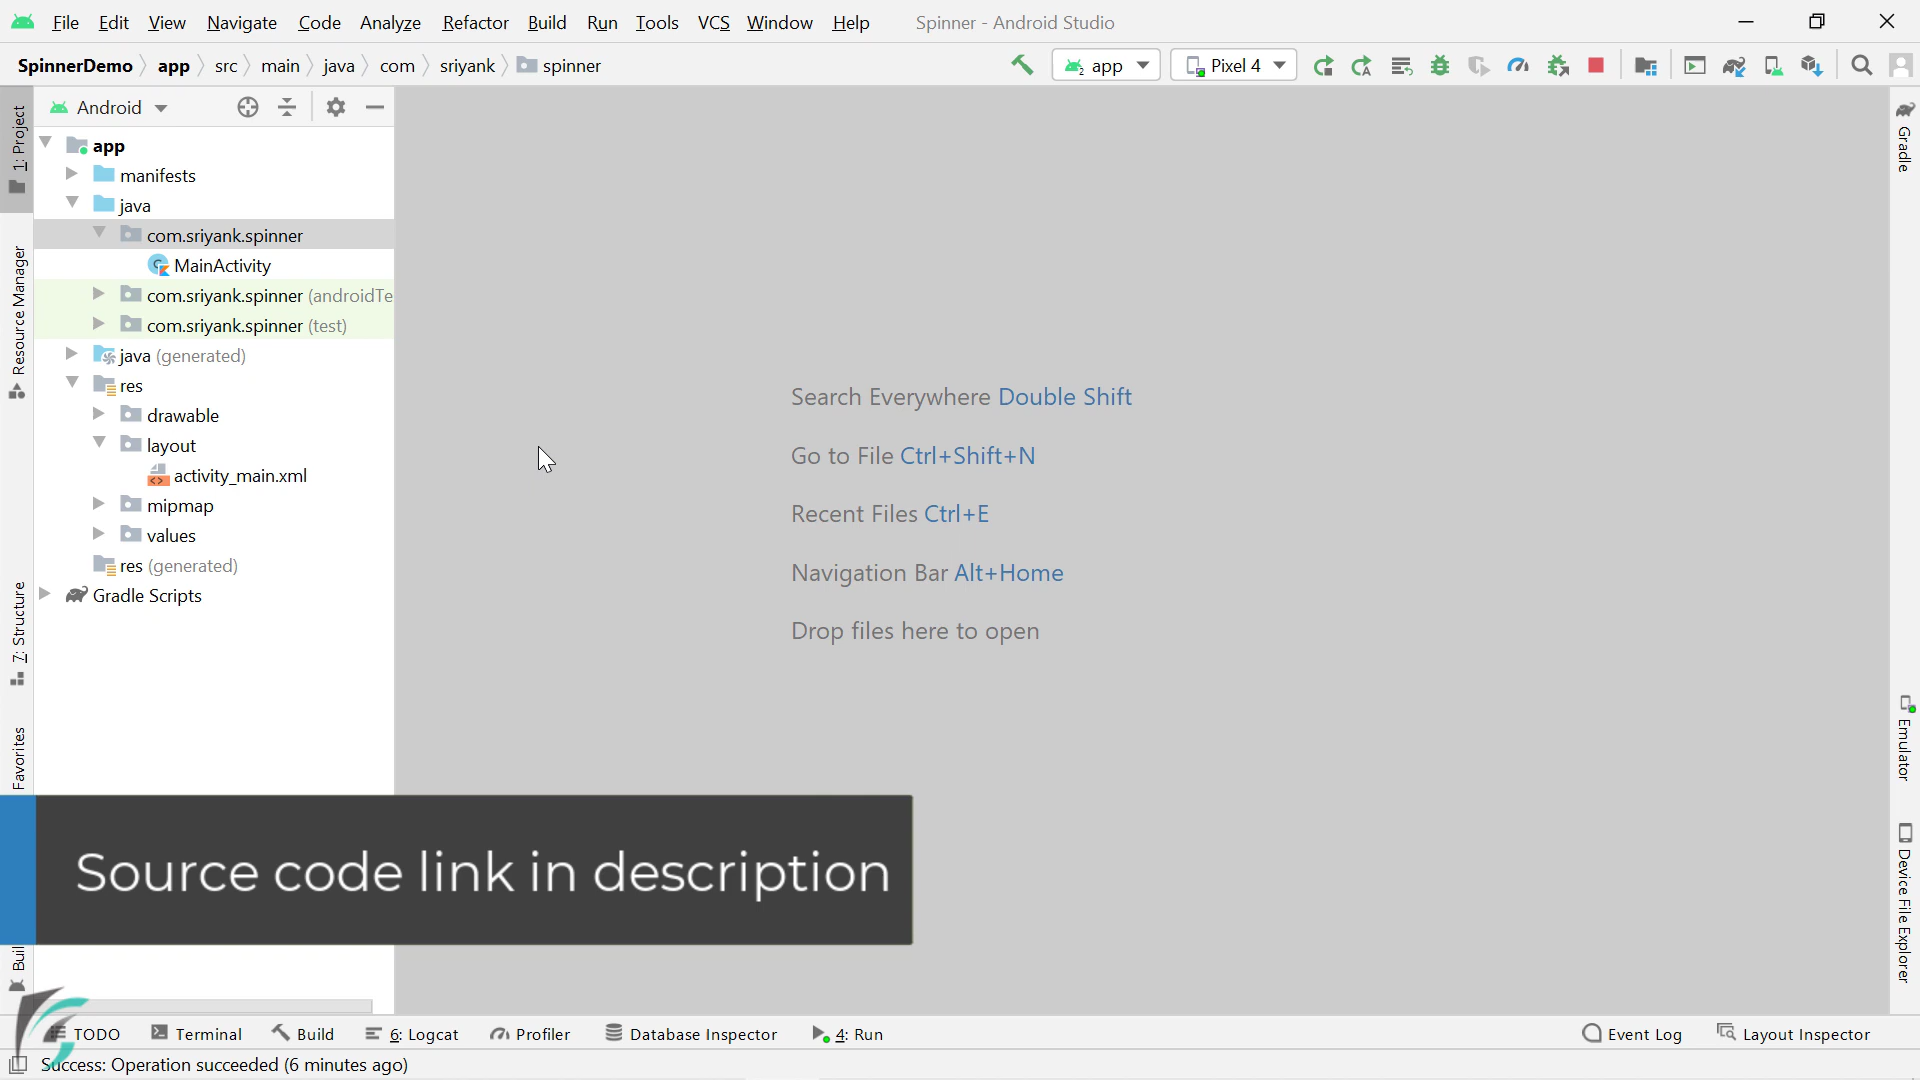 File Edit View Navigate Code Analyze Refactor Build Run Tools VCS Window Help Spinner - Android Studio
SpinnerDemo app src main java com sriyank spinner app Pixel 4
Android
1: Project
Resource Manager
7: Structure
Favorites
Buil
app
manifests
java
com.sriyank.spinner
MainActivity
com.sriyank.spinner (androidTe
com.sriyank.spinner (test)
java (generated)
res
drawable
layout
activity_main.xml
mipmap
values
res (generated)
Gradle Scripts
Search Everywhere Double Shift
Go to File Ctrl+Shift+N
Recent Files Ctrl+E
Navigation Bar Alt+Home
Drop files here to open
Gradle
Emulator
Device File Explorer
Source code link in description
TODO Terminal Build 6: Logcat Profiler Database Inspector 4: Run Event Log Layout Inspector
Success: Operation succeeded (6 minutes ago)